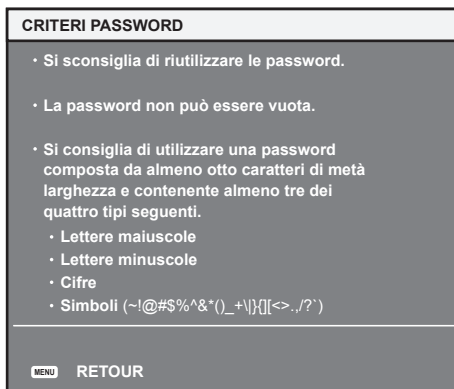 CRITERI PASSWORD
• Si sconsiglia di riutilizzare le password.
• La password non può essere vuota.
• Si consiglia di utilizzare una password
composta da almeno otto caratteri di metà
larghezza e contenente almeno tre dei
quattro tipi seguenti.
• Lettere maiuscole
• Lettere minuscole
• Cifre
• Simboli (~!@#$%^&*()_+\|}{][<>.,/?`)
MENU RETOUR